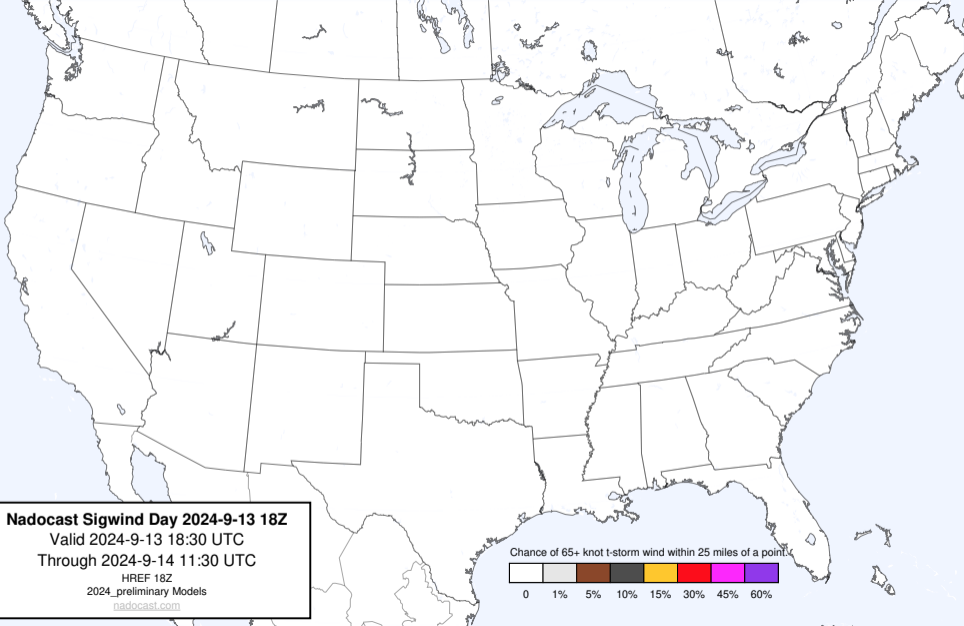 Nadocast Sigwind Day 2024-9-13 18Z
Valid 2024-9-13 18:30 UTC
Through 2024-9-14 11:30 UTC
HREF 18Z
2024_preliminary Models
nadocast.com
Chance of 65+ knot t-storm wind within 25 miles of a point.
0 1% 5% 10% 15% 30% 45% 60%